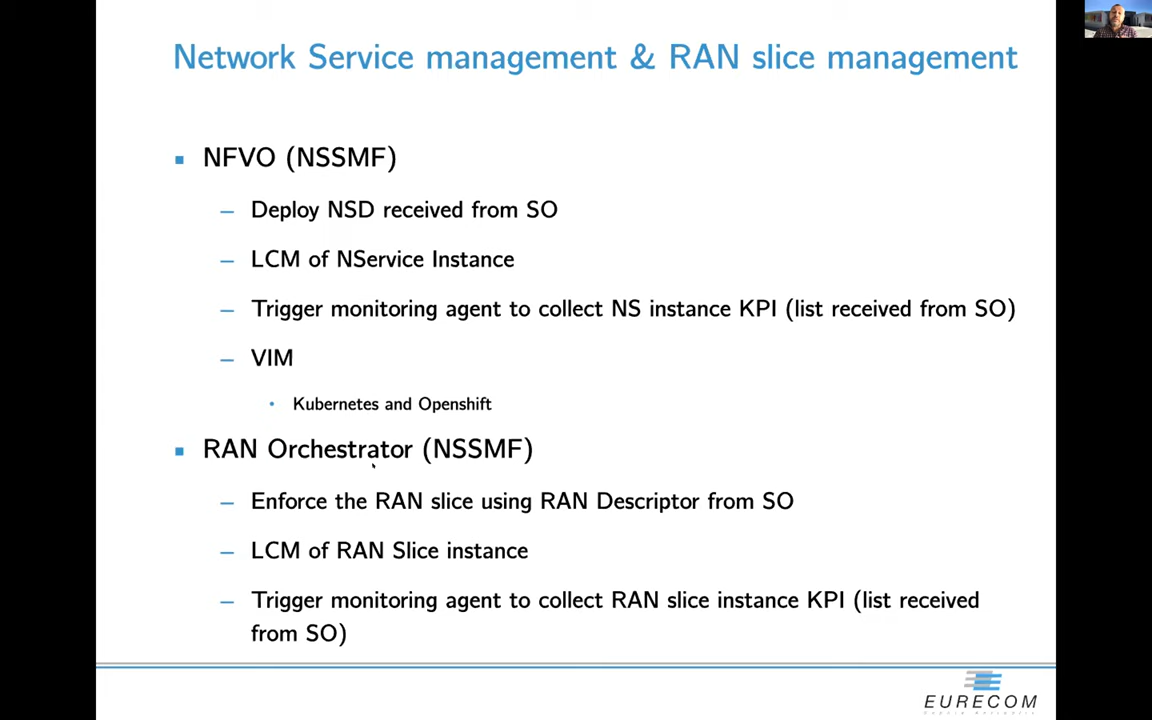 Network Service management & RAN slice management
NFVO (NSSMF)
Deploy NSD received from SO
LCM of NService Instance
Trigger monitoring agent to collect NS instance KPI (list received from SO)
VIM
Kubernetes and Openshift
RAN Orchestrator (NSSMF)
Enforce the RAN slice using RAN Descriptor from SO
LCM of RAN Slice instance
Trigger monitoring agent to collect RAN slice instance KPI (list received
from SO)
EURECOM